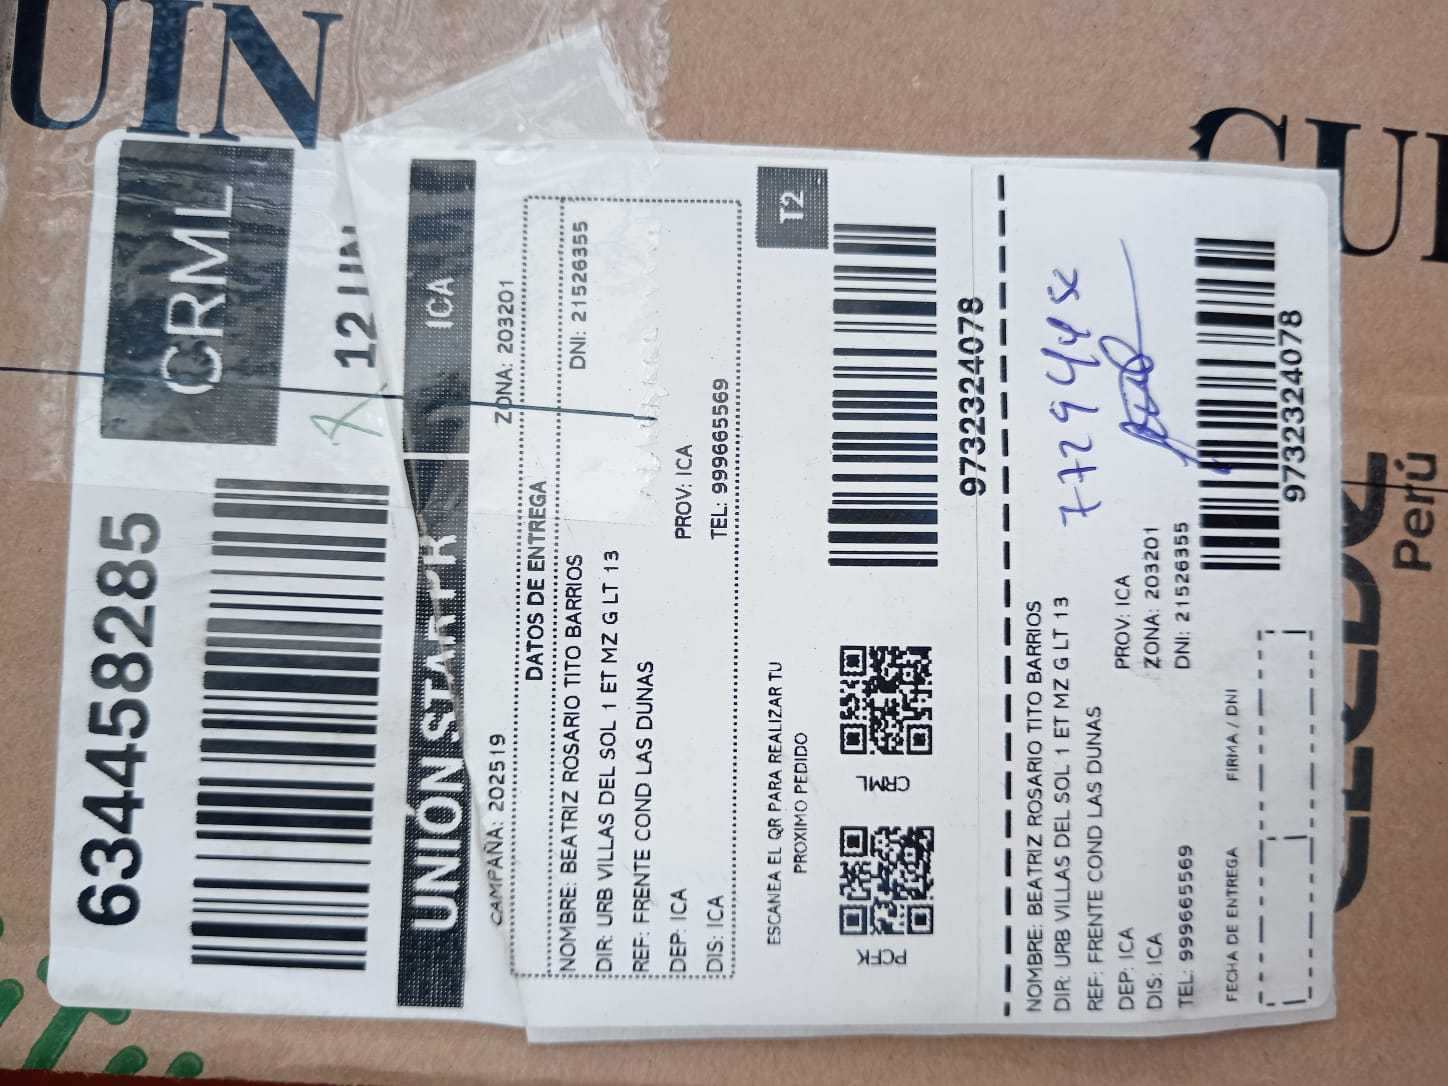 UIN
CRML
634458285
12 UN
UNIÓN STAR
ICA
CAMPAÑA: 202519 ZONA: 203201
DATOS DE ENTREGA
NOMBRE: BEATRIZ ROSARIO TITO BARRIOS DNI: 21526355
DIR: URB VILLAS DEL SOL 1 ET MZ G LT 13
REF: FRENTE COND LAS DUNAS
DEP: ICA PROV: ICA
DIS: ICA TEL: 999665569
T2
ESCANEA EL QR PARA REALIZAR TU
PROXIMO PEDIDO
PCFK CRML
9732324078
NOMBRE: BEATRIZ ROSARIO TITO BARRIOS
DIR: URB VILLAS DEL SOL 1 ET MZ G LT 13
REF: FRENTE COND LAS DUNAS
DEP: ICA PROV: ICA
DIS: ICA ZONA: 203201
TEL: 999665569 DNI: 21526355
FECHA DE ENTREGA FIRMA / DNI
9732324078
Perú